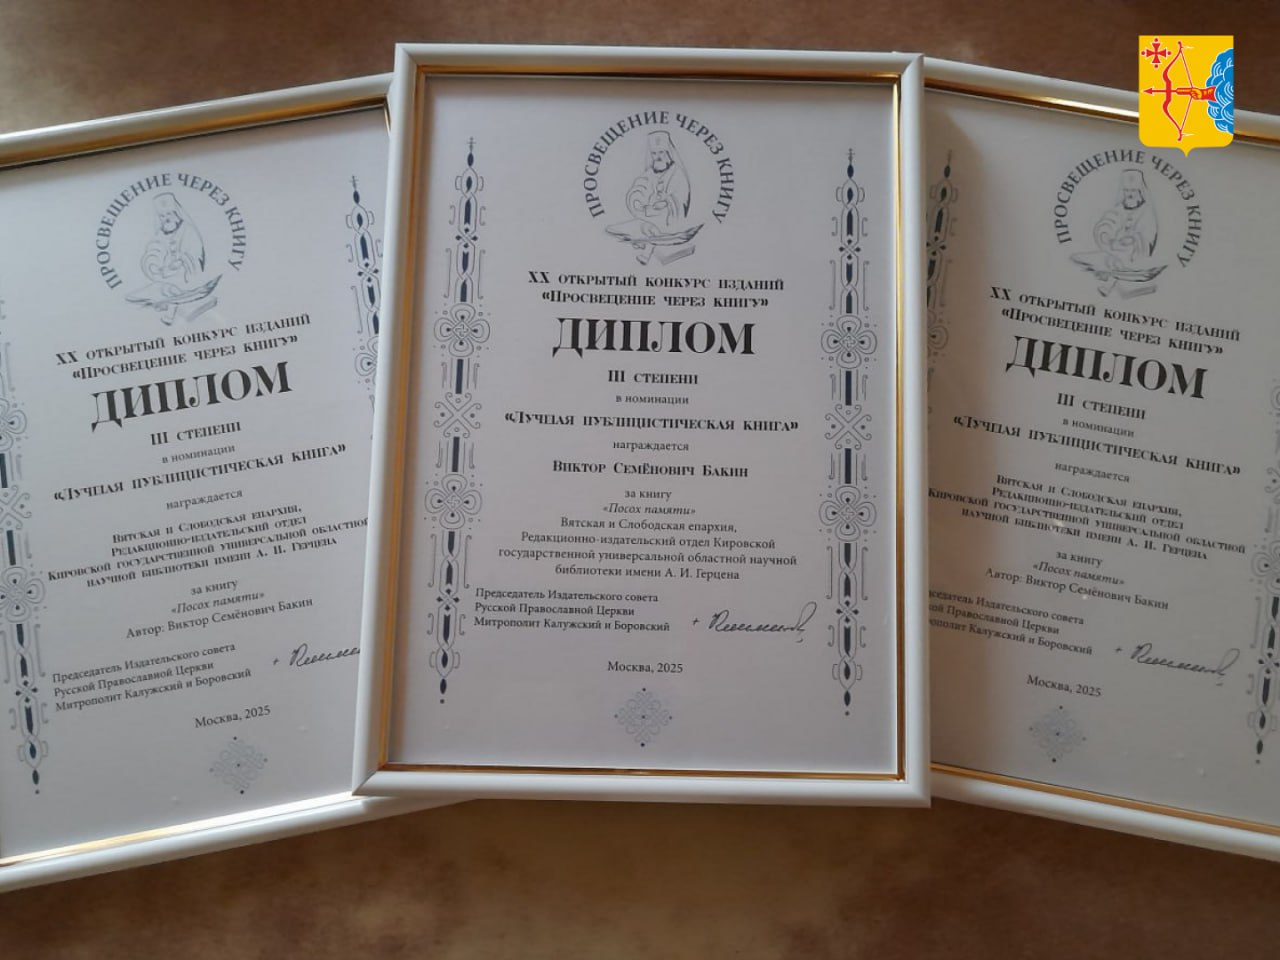 ПРОСВЕЩЕНИЕ ЧЕРЕЗ КНИГУ
XX ОТКРЫТЫЙ КОНКУРС ИЗДАНИЙ
«ПРОСВЕЩЕНИЕ ЧЕРЕЗ КНИГУ»
ДИПЛОМ
III СТЕПЕНИ
в номинации
«ЛУЧШАЯ ПУБЛИЦИСТИЧЕСКАЯ КНИГА»
награждается
ВЯТСКАЯ И СЛОБОДСКАЯ ЕПАРХИЯ,
РЕДАКЦИОННО-ИЗДАТЕЛЬСКИЙ ОТДЕЛ
КИРОВСКОЙ ГОСУДАРСТВЕННОЙ УНИВЕРСАЛЬНОЙ ОБЛАСТНОЙ
НАУЧНОЙ БИБЛИОТЕКИ ИМЕНИ А. И. ГЕРЦЕНА
за книгу
«Посох памяти»
Автор: Виктор Семёнович Бакин
Председатель Издательского совета
Русской Православной Церкви
Митрополит Калужский и Боровский
Москва, 2025
ПРОСВЕЩЕНИЕ ЧЕРЕЗ КНИГУ
XX ОТКРЫТЫЙ КОНКУРС ИЗДАНИЙ
«ПРОСВЕЩЕНИЕ ЧЕРЕЗ КНИГУ»
ДИПЛОМ
III СТЕПЕНИ
в номинации
«ЛУЧШАЯ ПУБЛИЦИСТИЧЕСКАЯ КНИГА»
награждается
ВИКТОР СЕМЁНОВИЧ БАКИН
за книгу
«Посох памяти»
Вятская и Слободская епархия,
Редакционно-издательский отдел Кировской
государственной универсальной областной научной
библиотеки имени А. И. Герцена
Председатель Издательского совета
Русской Православной Церкви
Митрополит Калужский и Боровский
Москва, 2025
ПРОСВЕЩЕНИЕ ЧЕРЕЗ КНИГУ
XX ОТКРЫТЫЙ КОНКУРС ИЗДАНИЙ
«ПРОСВЕЩЕНИЕ ЧЕРЕЗ КНИГУ»
ДИПЛОМ
III СТЕПЕНИ
в номинации
«ЛУЧШАЯ ПУБЛИЦИСТИЧЕСКАЯ КНИГА»
награждается
ВЯТСКАЯ И СЛОБОДСКАЯ ЕПАРХИЯ,
РЕДАКЦИОННО-ИЗДАТЕЛЬСКИЙ ОТДЕЛ
КИРОВСКОЙ ГОСУДАРСТВЕННОЙ УНИВЕРСАЛЬНОЙ ОБЛАСТНОЙ
НАУЧНОЙ БИБЛИОТЕКИ ИМЕНИ А. И. ГЕРЦЕНА
за книгу
«Посох памяти»
Автор: Виктор Семёнович Бакин
Издательского совета
Православной Церкви
Калужский и Боровский
Москва, 2025